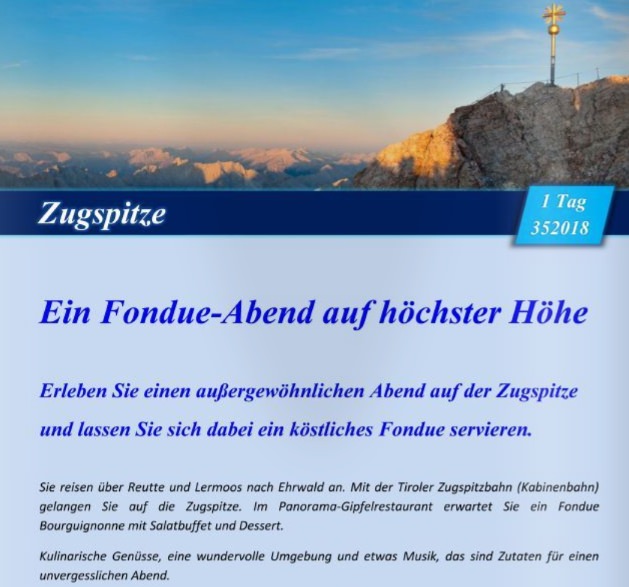 Zugspitze
1 Tag
352018
Ein Fondue-Abend auf höchster Höhe
Erleben Sie einen außergewöhnlichen Abend auf der Zugspitze
und lassen Sie sich dabei ein köstliches Fondue servieren.
Sie reisen über Reutte und Lermoos nach Ehrwald an. Mit der Tiroler Zugspitzbahn (Kabinenbahn)
gelangen Sie auf die Zugspitze. Im Panorama-Gipfelrestaurant erwartet Sie ein Fondue
Bourguignonne mit Salatbuffet und Dessert.
Kulinarische Genüsse, eine wundervolle Umgebung und etwas Musik, das sind Zutaten für einen
unvergesslichen Abend.